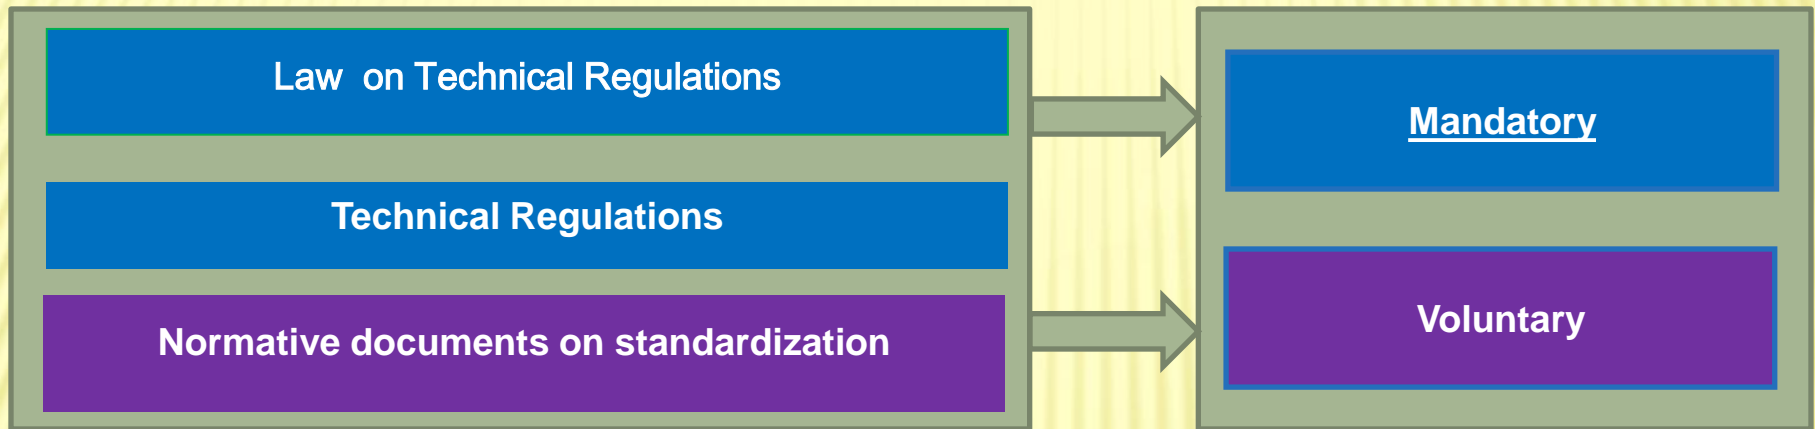 Law on Technical Regulations
Mandatory
Technical Regulations
Normative documents on standardization
Voluntary